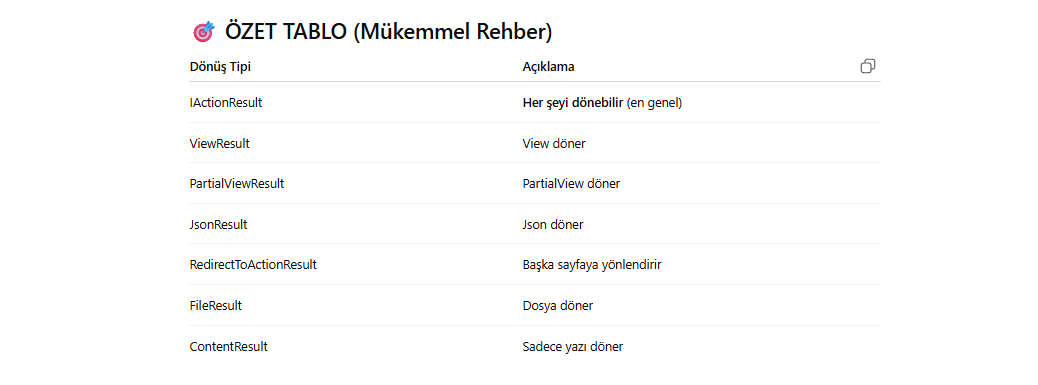 🎯 ÖZET TABLO (Mükemmel Rehber)
Dönüş Tipi Açıklama
IActionResult Her şeyi dönebilir (en genel)
ViewResult View döner
PartialViewResult PartialView döner
JsonResult Json döner
RedirectToActionResult Başka sayfaya yönlendirir
FileResult Dosya döner
ContentResult Sadece yazı döner